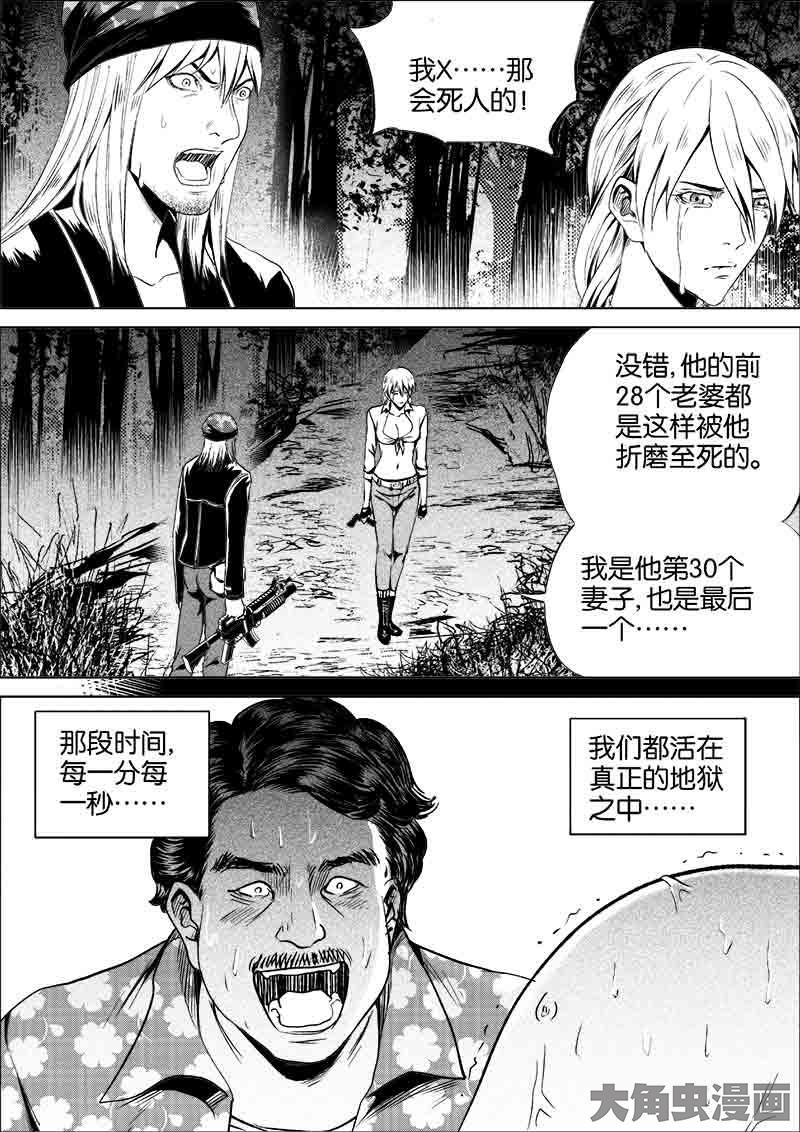 我X……那
会死人的！
没错，他的前
28个老婆都
是这样被他
折磨至死的。
我是他第30个
妻子，也是最后
一个……
那段时间，
每一分每
一秒……
我们都活在
真正的地狱
之中……
大角虫漫画